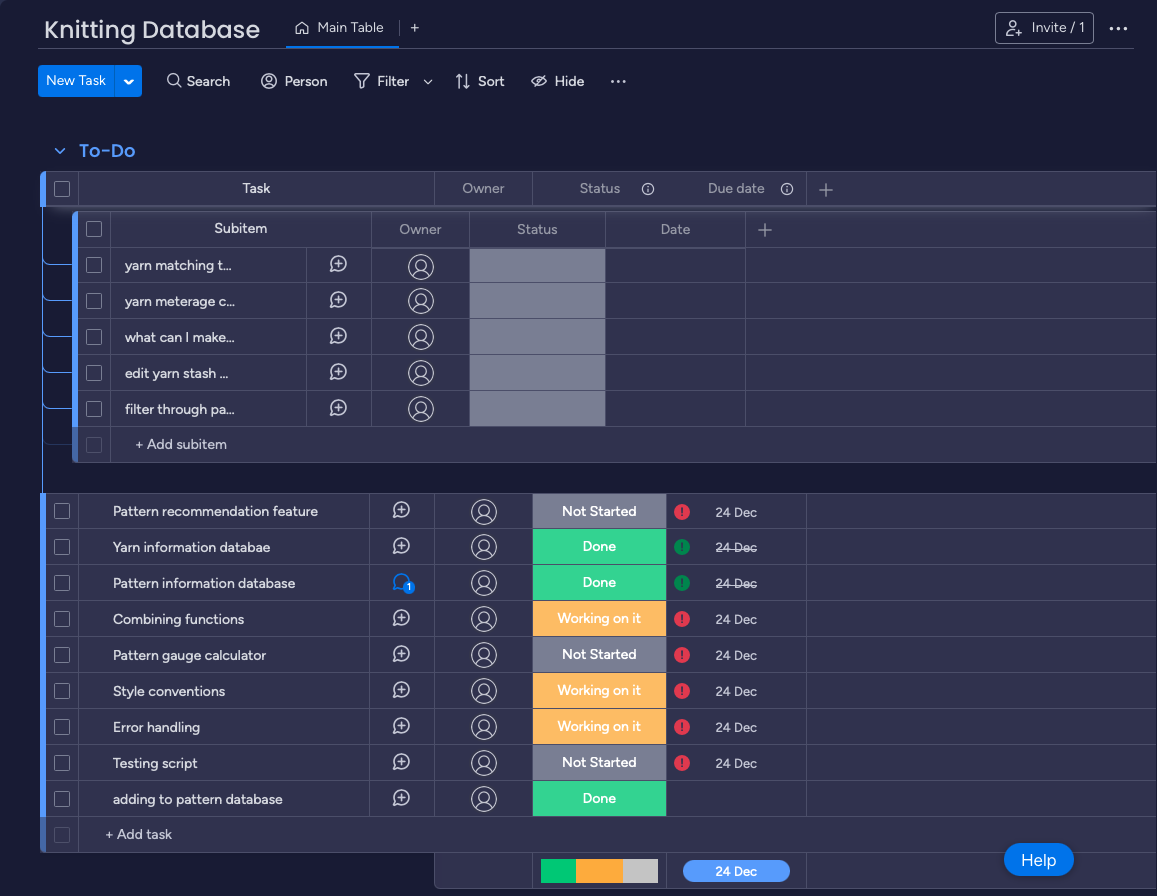 Knitting Database
Main Table
+
Invite / 1
New Task
Search
Person
Filter
Sort
Hide
To-Do
Task Owner Status Due date
Subitem Owner Status Date
yarn matching t...
yarn meterage c...
what can I make...
edit yarn stash ...
filter through pa...
+ Add subitem
Pattern recommendation feature Not Started ! 24 Dec
Yarn information databae Done ! 24 Dec
Pattern information database 1 Done ! 24 Dec
Combining functions Working on it ! 24 Dec
Pattern gauge calculator Not Started ! 24 Dec
Style conventions Working on it ! 24 Dec
Error handling Working on it ! 24 Dec
Testing script Not Started ! 24 Dec
adding to pattern database Done
+ Add task
24 Dec
Help